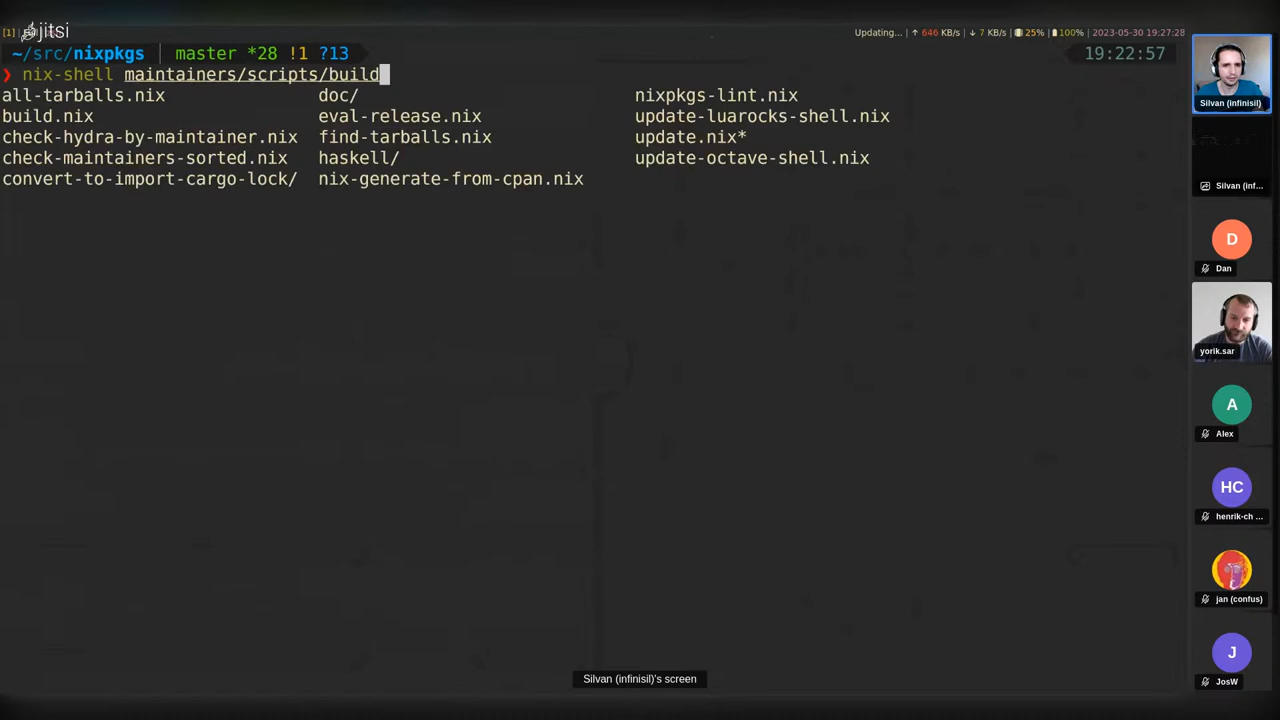 [1] jitsi
Updating... | ↑ 646 KB/s | ↓ 7 KB/s | 25% | 100% | 2023-05-30 19:27:28
~/src/nixpkgs | master *28 !1 ?13
19:22:57
❯ nix-shell maintainers/scripts/build
all-tarballs.nix doc/ nixpkgs-lint.nix
build.nix eval-release.nix update-luarocks-shell.nix
check-hydra-by-maintainer.nix find-tarballs.nix update.nix*
check-maintainers-sorted.nix haskell/ update-octave-shell.nix
convert-to-import-cargo-lock/ nix-generate-from-cpan.nix
Silvan (infinisil)
Silvan (inf...
D
Dan
yorik.sar
A
Alex
HC
henrik-ch ...
jan (confus)
J
JosW
Silvan (infinisil)'s screen